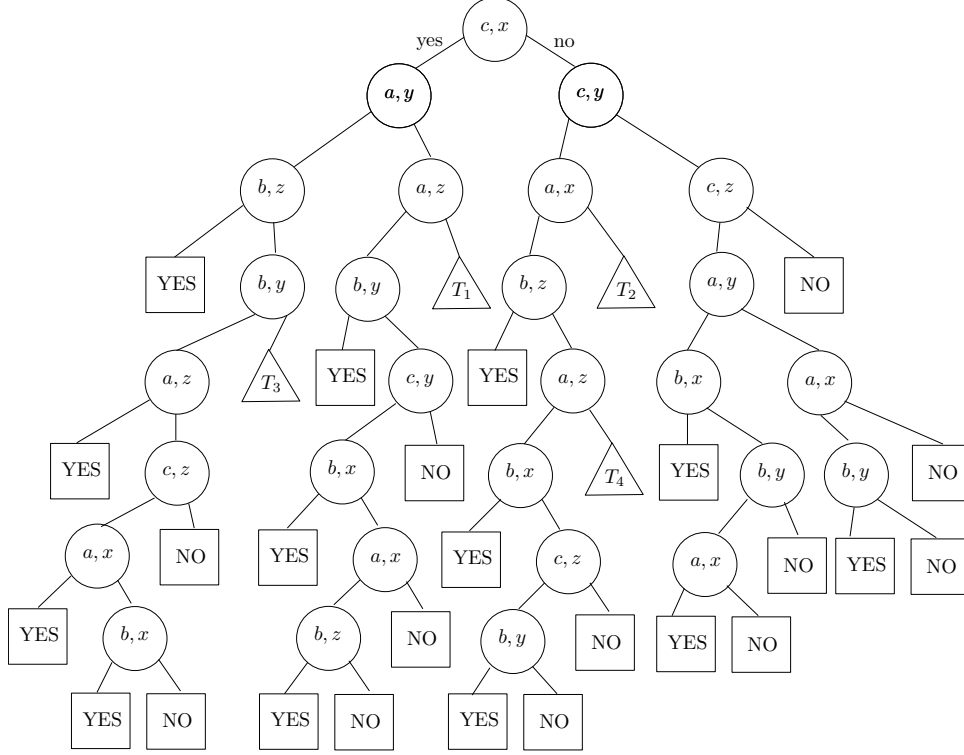 c, x
yes no
a, y c, y
b, z a, z a, x c, z
YES b, y b, y T1 b, z T2 a, y NO
a, z T3 YES c, y YES a, z b, x a, x
YES c, z b, x NO b, x T4 YES b, y b, y NO
a, x NO YES a, x YES c, z a, x NO YES NO
YES b, x b, z NO b, y NO YES NO
YES NO YES NO YES NO